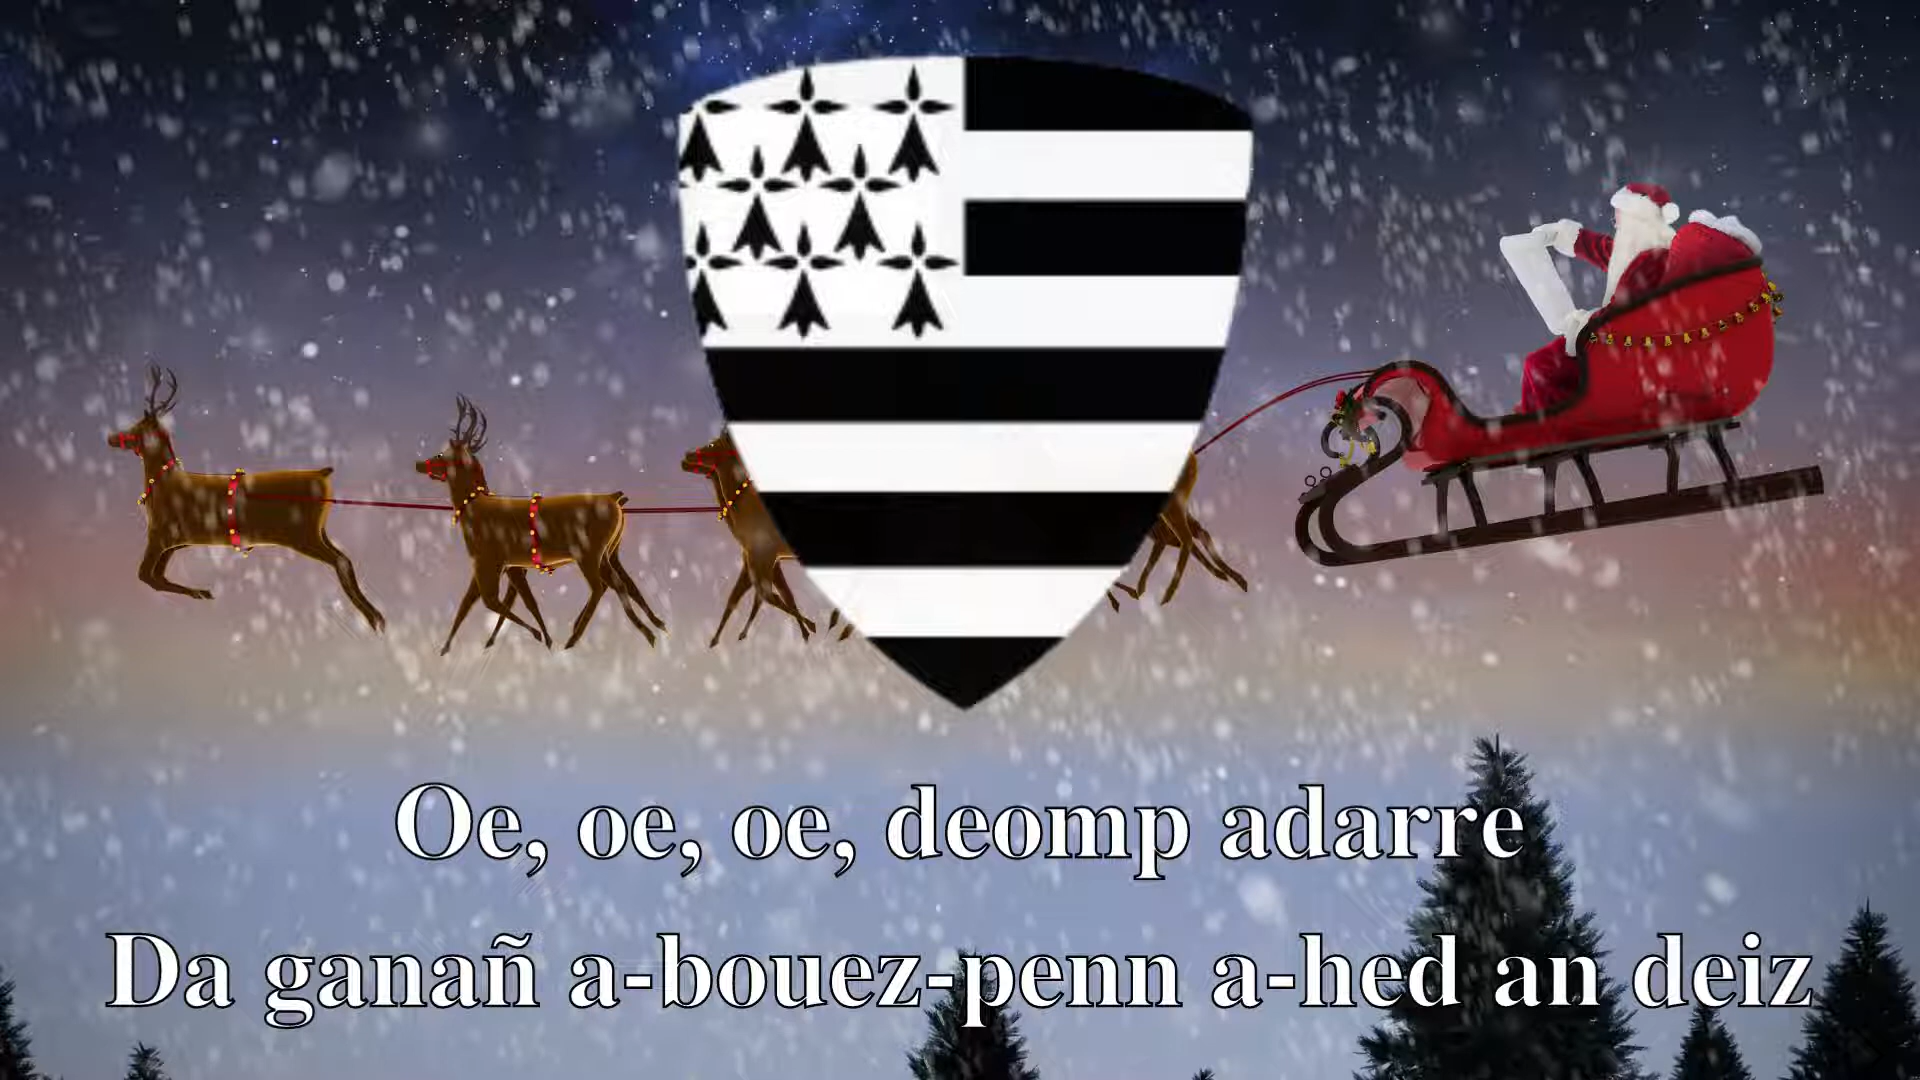 Oe, oe, oe, deomp adarre
Da ganañ a-bouez-penn a-hed an deiz